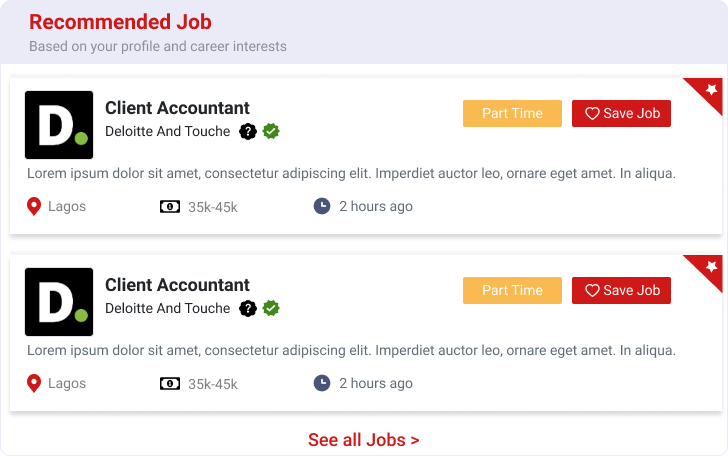 Recommended Job
Based on your profile and career interests
D.
Client Accountant
Part Time
Save Job
Deloitte And Touche ?
Lorem ipsum dolor sit amet, consectetur adipiscing elit. Imperdiet auctor leo, ornare eget amet. In aliqua.
Lagos
35k-45k
2 hours ago
D.
Client Accountant
Part Time
Save Job
Deloitte And Touche ?
Lorem ipsum dolor sit amet, consectetur adipiscing elit. Imperdiet auctor leo, ornare eget amet. In aliqua.
Lagos
35k-45k
2 hours ago
See all Jobs >